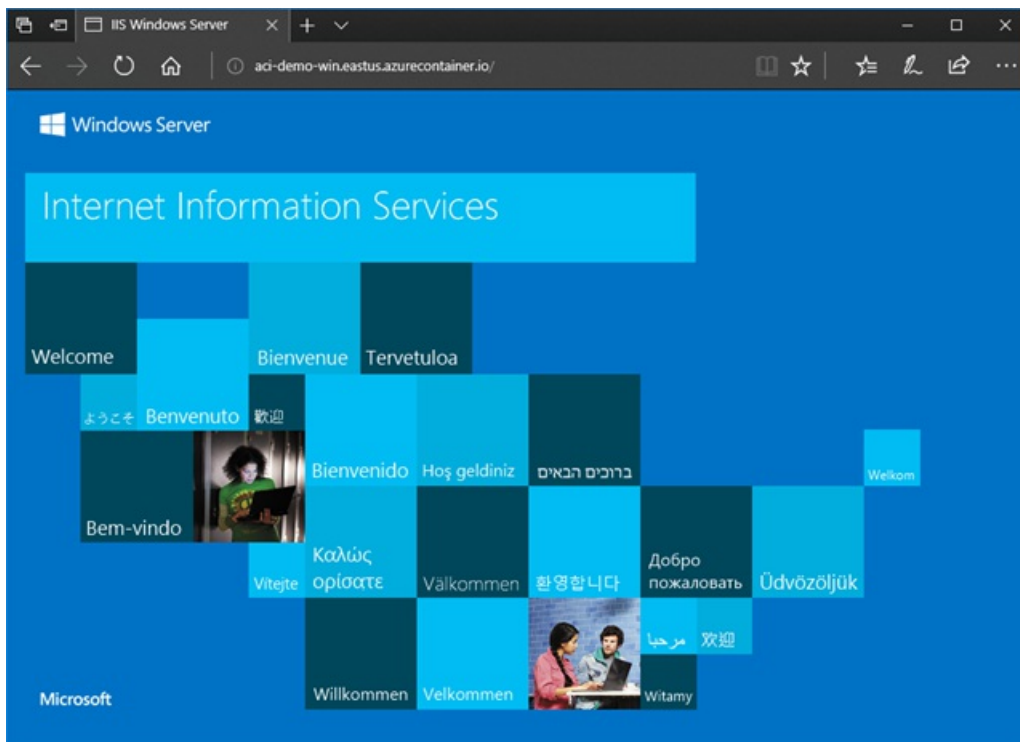 IIS Windows Server
aci-demo-win.eastus.azurecontainer.io/
Windows Server
Internet Information Services
Welcome
Bienvenue
Tervetuloa
ようこそ
Benvenuto
歡迎
Bienvenido
Hoş geldiniz
ברוכים הבאים
Welkom
Bem-vindo
Vítejte
Καλώς
ορίσατε
Välkommen
환영합니다
Добро
пожаловать
Üdvözöljük
مرحبا
欢迎
Willkommen
Velkommen
Witamy
Microsoft